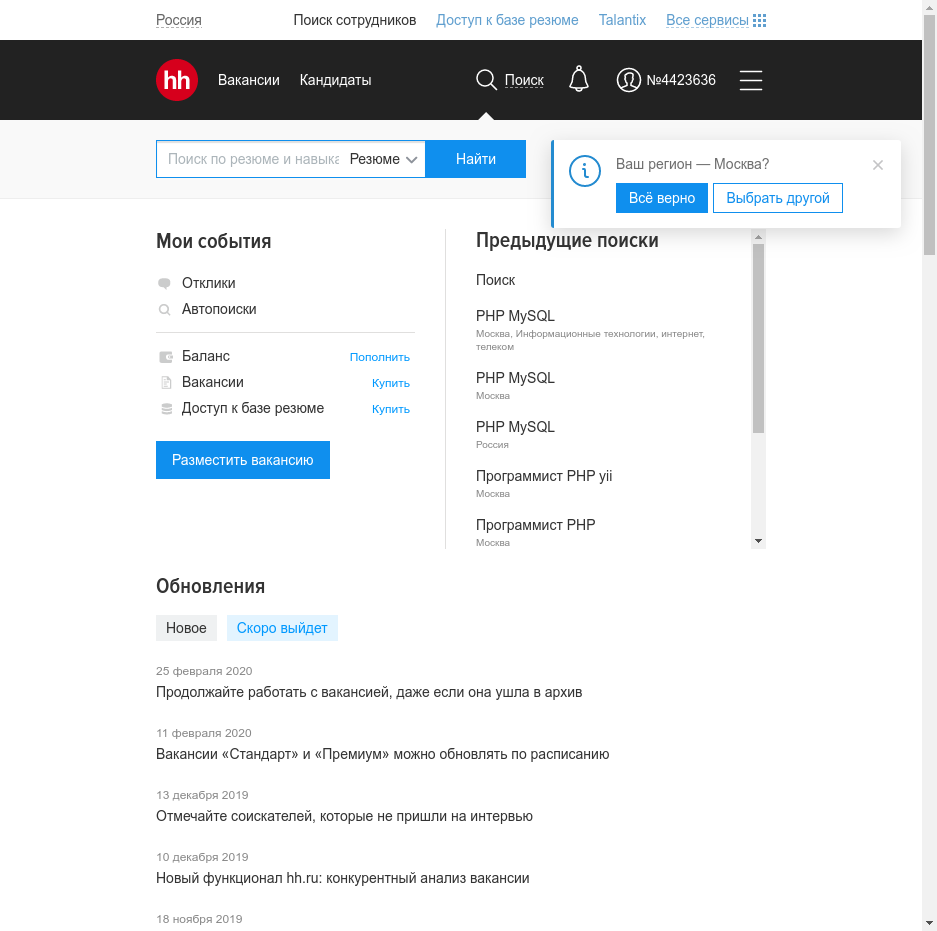 Россия
Поиск сотрудников
Доступ к базе резюме
Talantix
Все сервисы
hh
Вакансии
Кандидаты
Поиск
№4423636
Поиск по резюме и навыка
Резюме
Найти
Ваш регион — Москва?
Всё верно
Выбрать другой
Мои события
Отклики
Автопоиски
Баланс
Пополнить
Вакансии
Купить
Доступ к базе резюме
Купить
Разместить вакансию
Предыдущие поиски
Поиск
PHP MySQL
Москва, Информационные технологии, интернет,
телеком
PHP MySQL
Москва
PHP MySQL
Россия
Программист PHP yii
Москва
Программист PHP
Москва
Обновления
Новое
Скоро выйдет
25 февраля 2020
Продолжайте работать с вакансией, даже если она ушла в архив
11 февраля 2020
Вакансии «Стандарт» и «Премиум» можно обновлять по расписанию
13 декабря 2019
Отмечайте соискателей, которые не пришли на интервью
10 декабря 2019
Новый функционал hh.ru: конкурентный анализ вакансии
18 ноября 2019